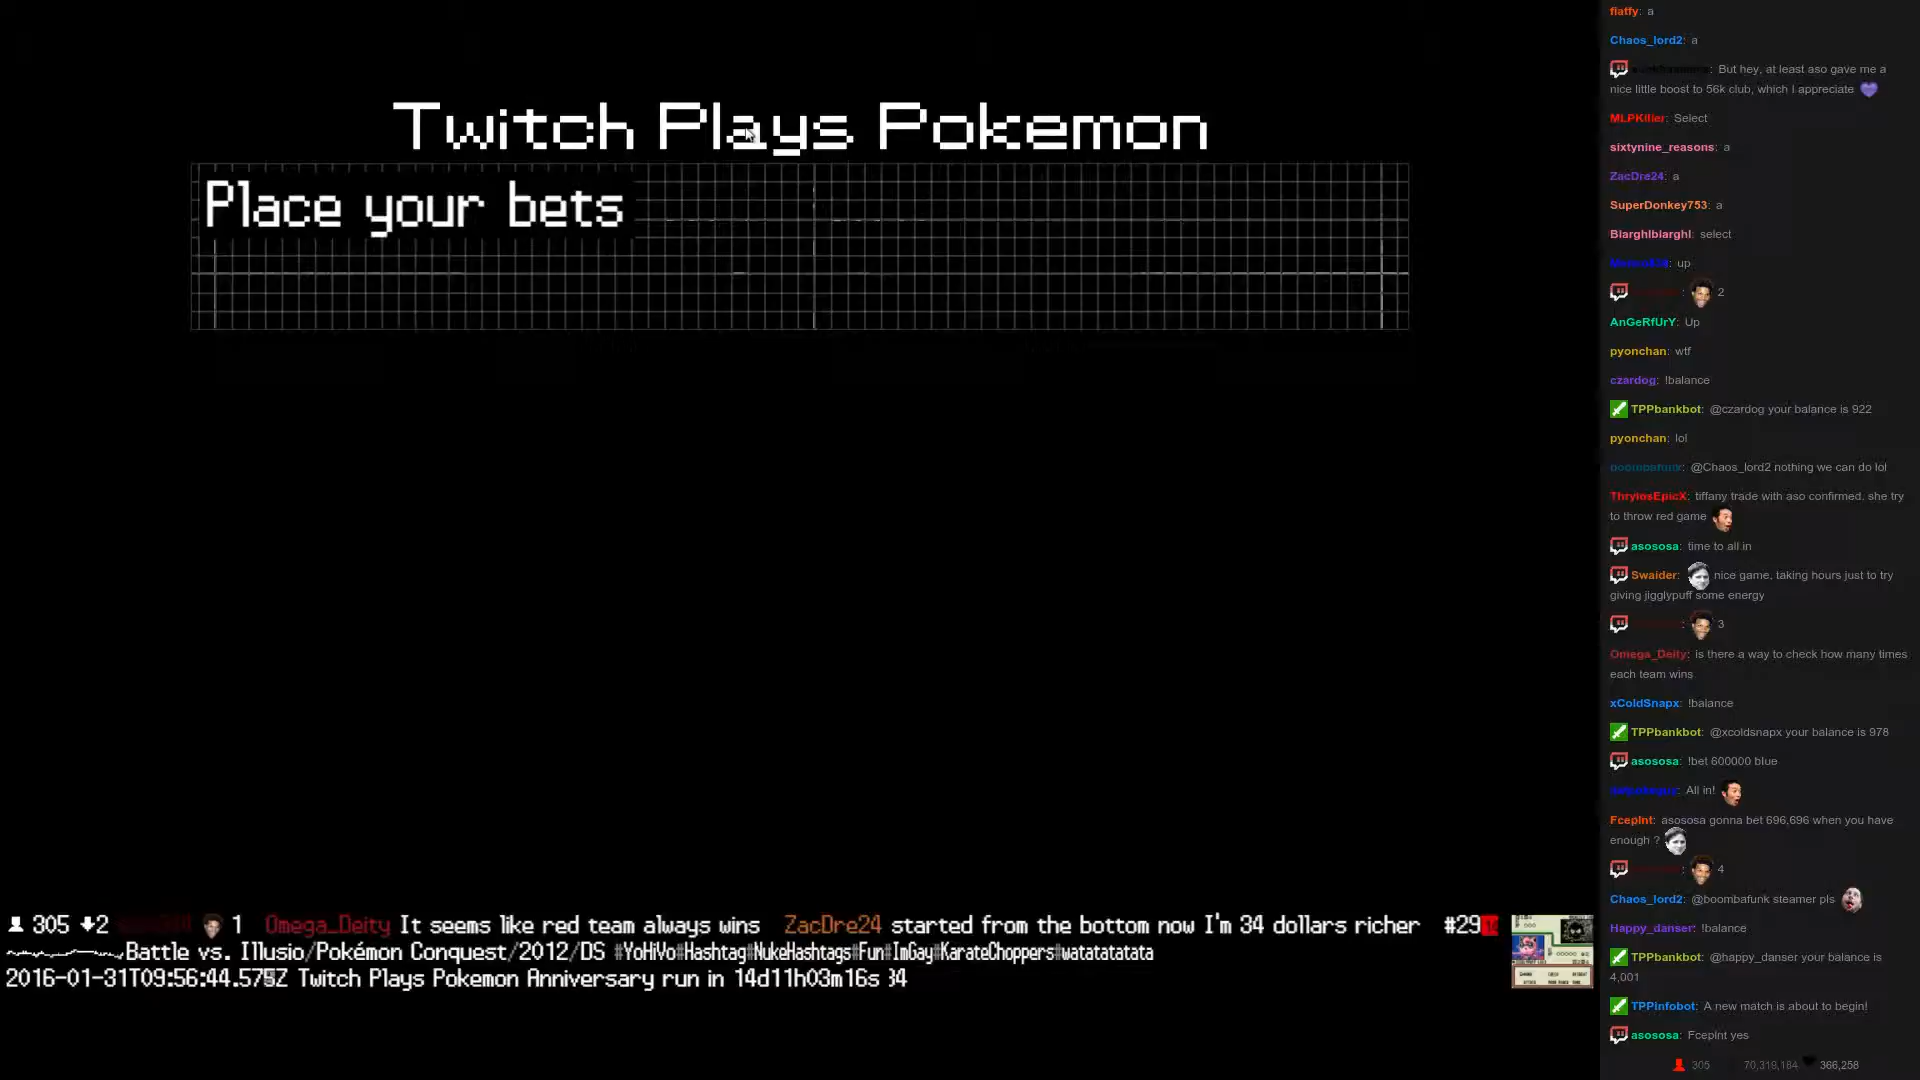 Twitch Plays Pokemon
Place your bets
305 2 1 Omega_Deity It seems like red team always wins ZacDre24 started from the bottom now I'm 34 dollars richer #29
Battle vs. Illusio/Pokémon Conquest/2012/DS #YoHiVo#Hashtag#NukeHashtags#Fun#ImGay#KarateChoppers#watatatatata
Twitch Plays Pokemon Anniversary run in 14d11h03m16s
fiaffy: a
Chaos_lord2: a
: But hey, at least aso gave me a
nice little boost to 56k club, which I appreciate
MLPKifier: Select
sixtynine_reasons: a
ZacDre24: a
SuperDonkey753: a
Blarghlblarghl: select
: up
: 2
AnGeRfUrY: Up
pyonchan: wtf
czardog: !balance
TPPbankbot: @czardog your balance is 922
pyonchan: lol
boombafunk: @Chaos_lord2 nothing we can do lol
ThrylosEpicX: tiffany trade with aso confirmed. she try
to throw red game
asososa: time to all in
Swaider: nice game, taking hours just to try
giving jigglypuff some energy
: 3
Omega_Deity: is there a way to check how many times
each team wins
xColdSnapx: !balance
TPPbankbot: @xcoldsnapx your balance is 978
asososa: !bet 600000 blue
: All in!
FcepInt: asososa gonna bet 696,696 when you have
enough ?
: 4
Chaos_lord2: @boombafunk steamer pls
Happy_danser: !balance
TPPbankbot: @happy_danser your balance is
4,001
TPPInfobot: A new match is about to begin!
asososa: FcepInt yes
305 70,319,184 366,258